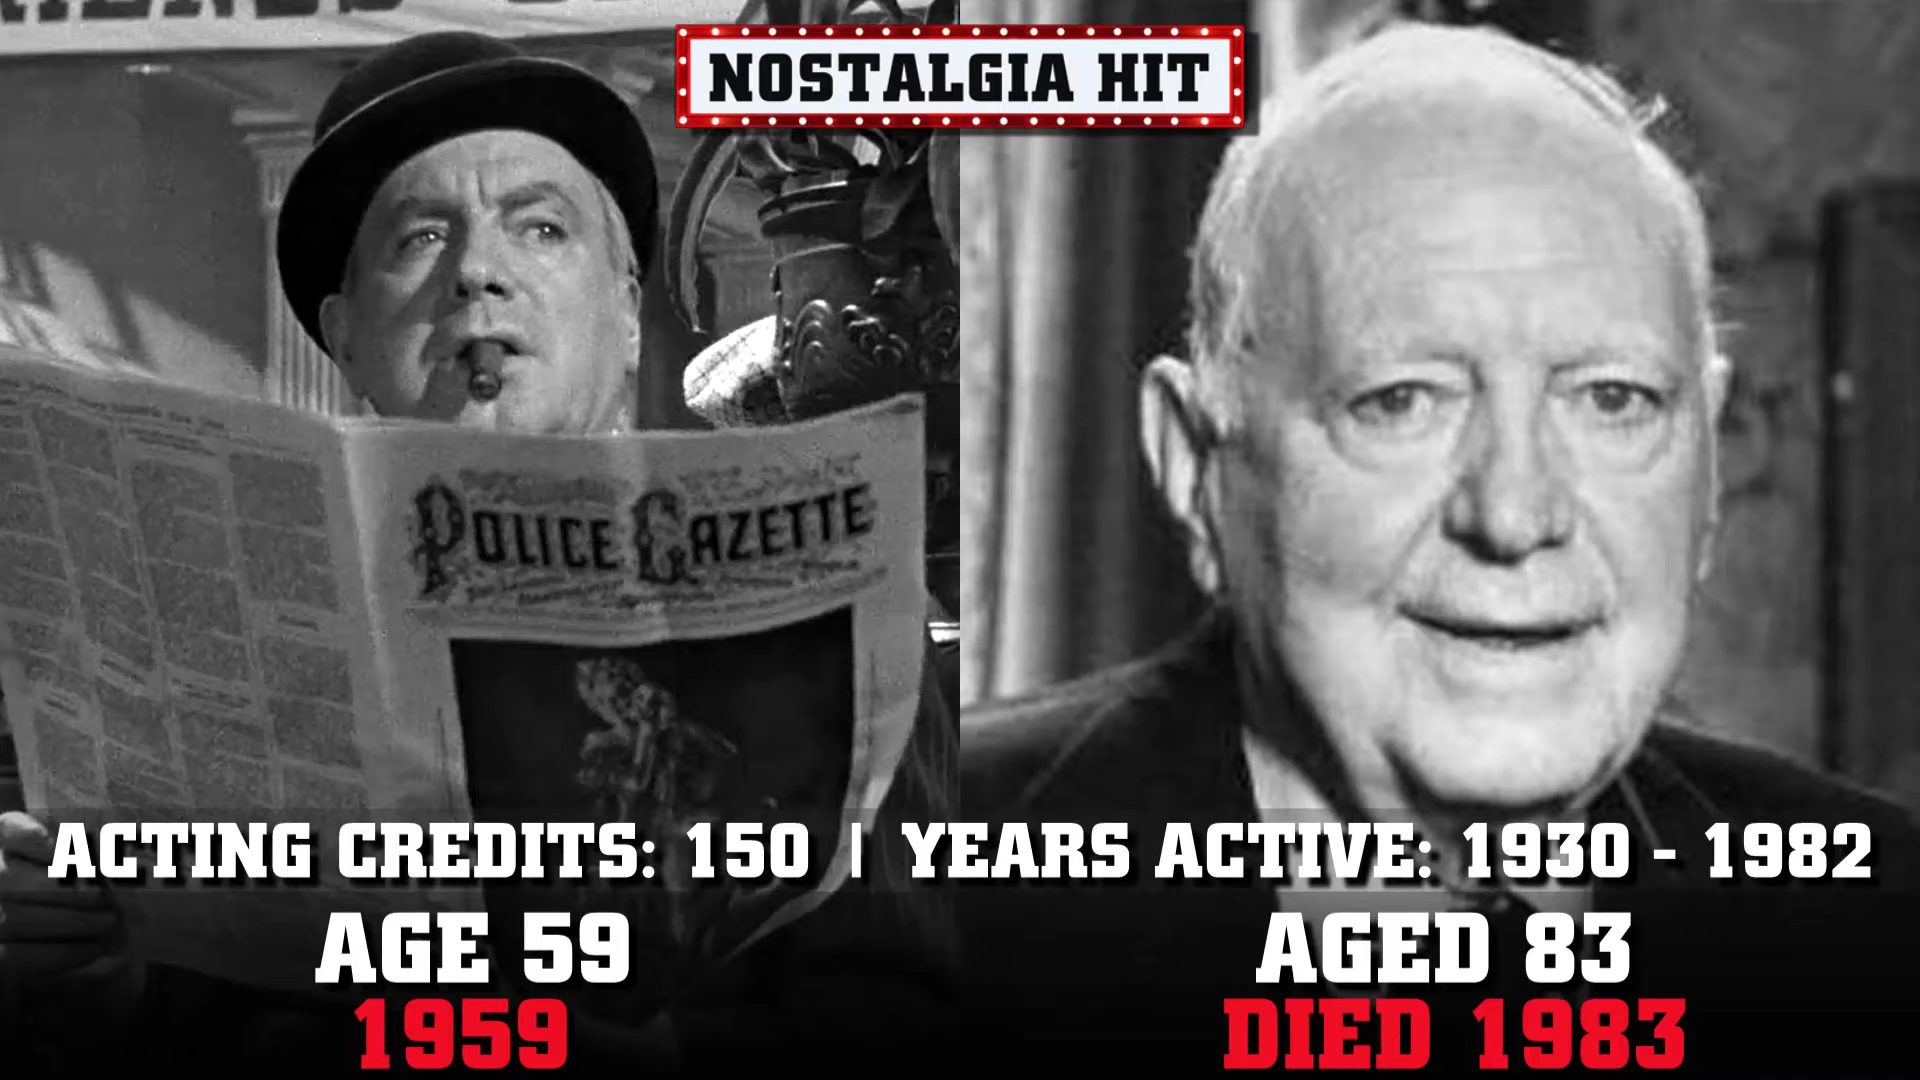 NOSTALGIA HIT
POLICE GAZETTE
ACTING CREDITS: 150 | YEARS ACTIVE: 1930 - 1982
AGE 59
AGED 83
1959
DIED 1983